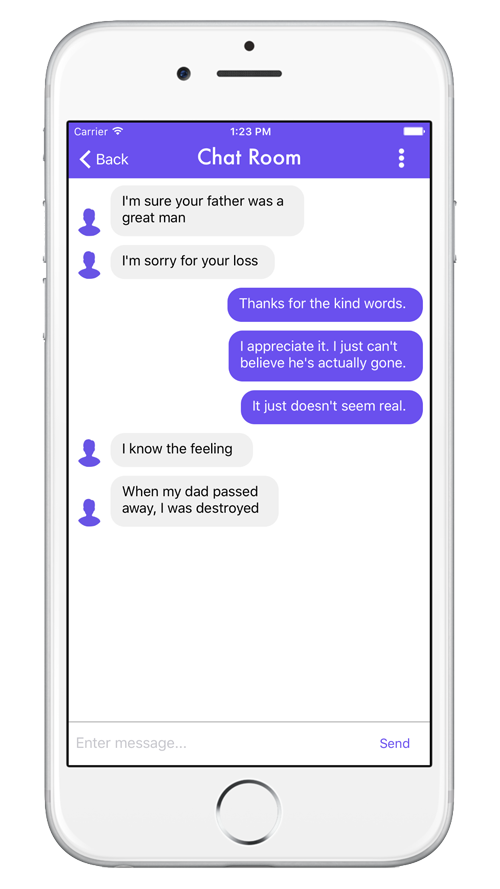 Carrier 1:23 PM
Back Chat Room
I'm sure your father was a
great man
I'm sorry for your loss
Thanks for the kind words.
I appreciate it. I just can't
believe he's actually gone.
It just doesn't seem real.
I know the feeling
When my dad passed
away, I was destroyed
Enter message... Send